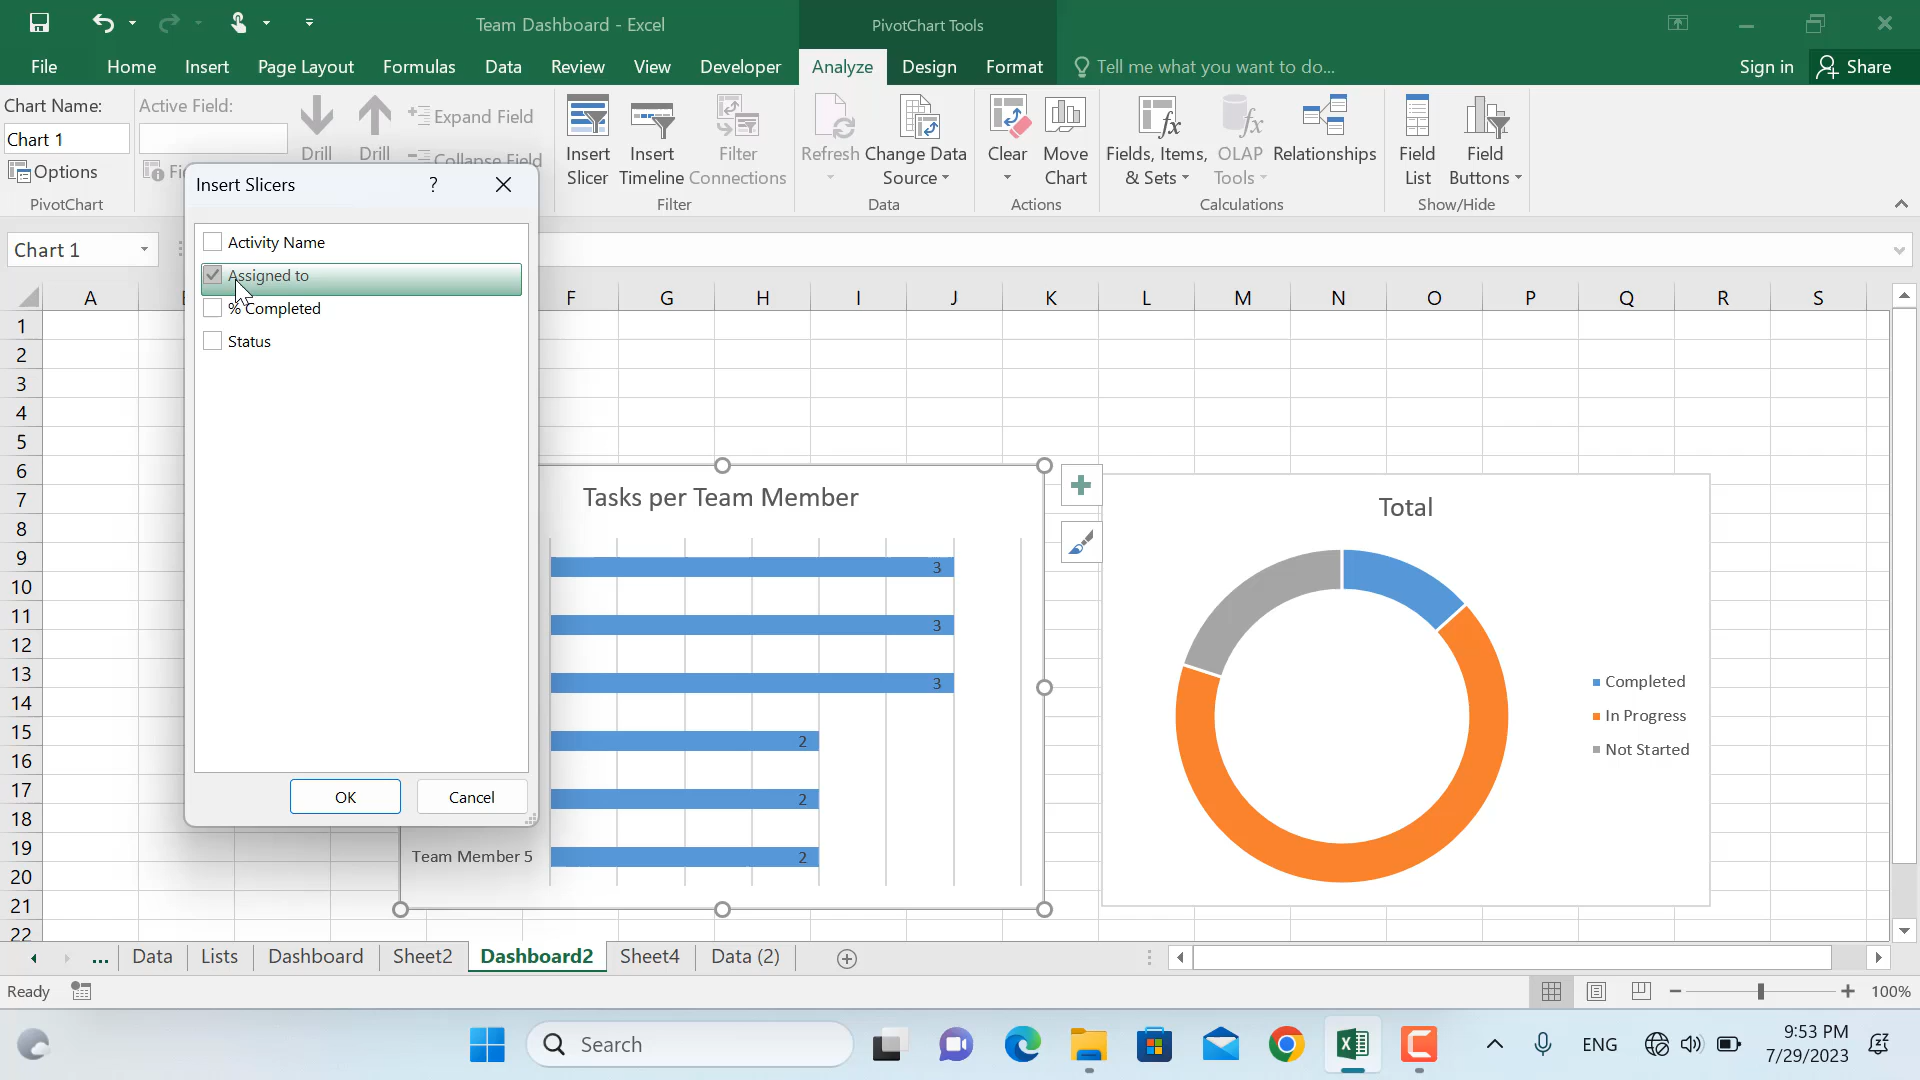 Team Dashboard - Excel
PivotChart Tools
File
Home
Insert
Page Layout
Formulas
Data
Review
View
Developer
Analyze
Design
Format
Tell me what you want to do...
Sign in
Share
Chart Name:
Chart 1
Options
PivotChart
Active Field:
Drill
Drill
Expand Field
Collapse Field
Insert Slicer
Insert Timeline
Filter Connections
Filter
Refresh
Change Data Source
Data
Clear
Move Chart
Actions
Fields, Items, & Sets
OLAP Tools
Relationships
Calculations
Field List
Field Buttons
Show/Hide
Insert Slicers
?
Activity Name
Assigned to
% Completed
Status
OK
Cancel
Chart 1
A
F
G
H
I
J
K
L
M
N
O
P
Q
R
S
1
2
3
4
5
6
7
8
9
10
11
12
13
14
15
16
17
18
19
20
21
22
Tasks per Team Member
3
3
3
2
2
Team Member 5
2
Total
Completed
In Progress
Not Started
...
Data
Lists
Dashboard
Sheet2
Dashboard2
Sheet4
Data (2)
Ready
100%
Search
ENG
9:53 PM
7/29/2023